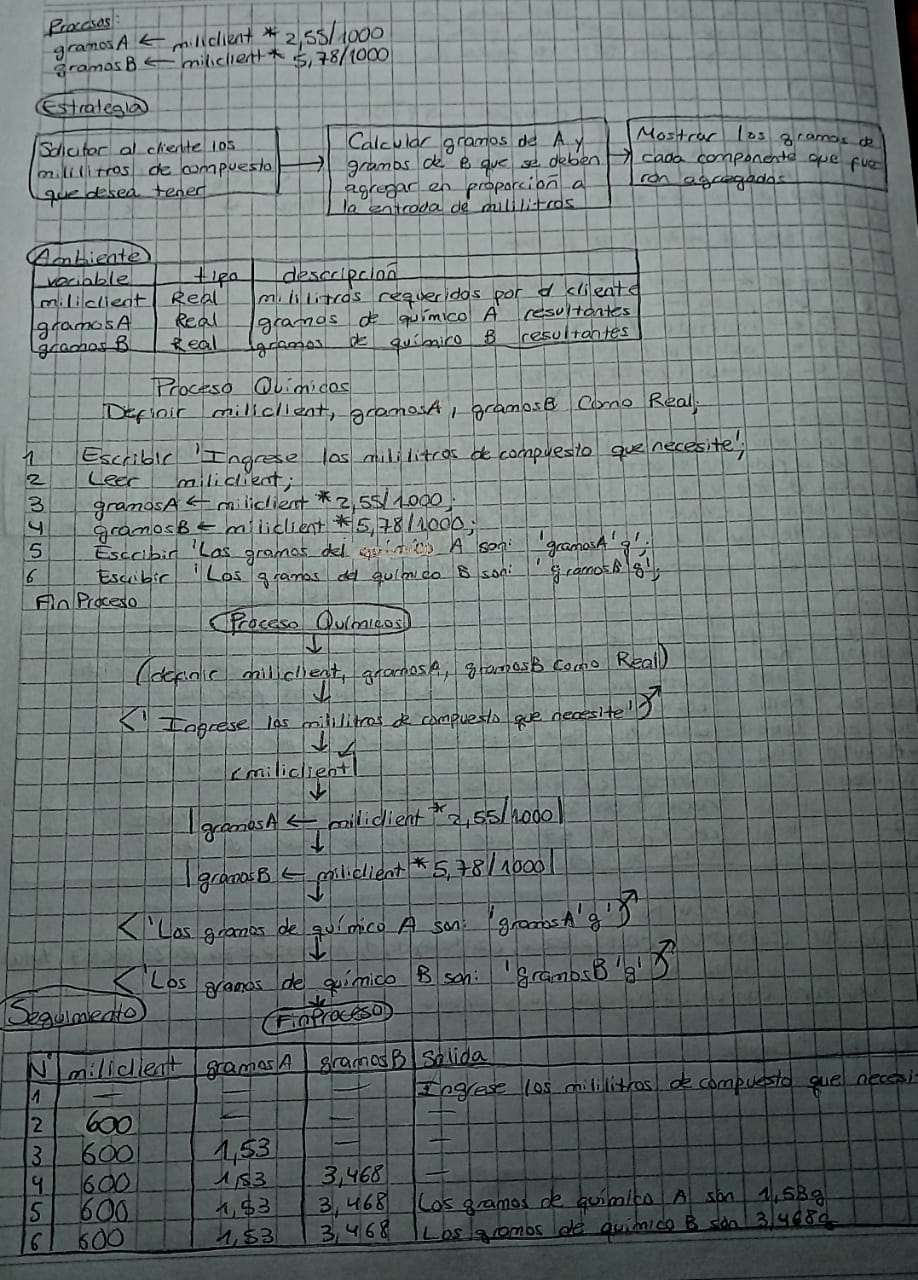 Procesos:
gramosA ← miliclient * 2,55/1000
gramosB ← miliclient * 5,78/1000
Estrategia
Solicitar al cliente los
mililitros de compuesto
que desea tener
Calcular gramos de A y
gramos de B que se deben
agregar en proporción a
la entrada de mililitros
Mostrar los gramos de
cada componente que fue
ron agregados
Ambiente
variable tipo descripcion
miliclient Real mililitros requeridos por el cliente
gramosA Real gramos de químico A resultantes
gramos B Real gramos de químico B resultantes
Proceso Químicos
Definir miliclient, gramosA, gramosB Como Real;
1 Escribir 'Ingrese los mililitros de compuesto que necesite';
2 Leer miliclient;
3 gramosA ← miliclient * 2,55/1000;
4 gramosB ← miliclient * 5,78/1000;
5 Escribir 'Los gramos del químico A son: 'gramosA'g';
6 Escribir 'Los gramos del químico B son: 'gramosB'g';
Fin Proceso
Proceso Químicos
↓
(definir miliclient, gramosA, gramosB como Real)
↓
<'Ingrese los mililitros de compuesto que necesite'↗
↓
miliclient
↓
|gramosA ← miliclient * 2,55/1000|
↓
|gramosB ← miliclient * 5,78/1000|
↓
<'Los gramos de químico A son: 'gramosA'g'↗
↓
<'Los gramos de químico B son: 'gramosB'g'↗
↓
FinProceso
Seguimiento
N° miliclient gramosA gramosB Salida
1 — — — Ingrese los mililitros de compuesto que necesi
2 600 — — —
3 600 1,53 — —
4 600 1,53 3,468 —
5 600 1,53 3,468 Los gramos de químico A son 1,53g
6 600 1,53 3,468 Los gramos de químico B son 3,468g